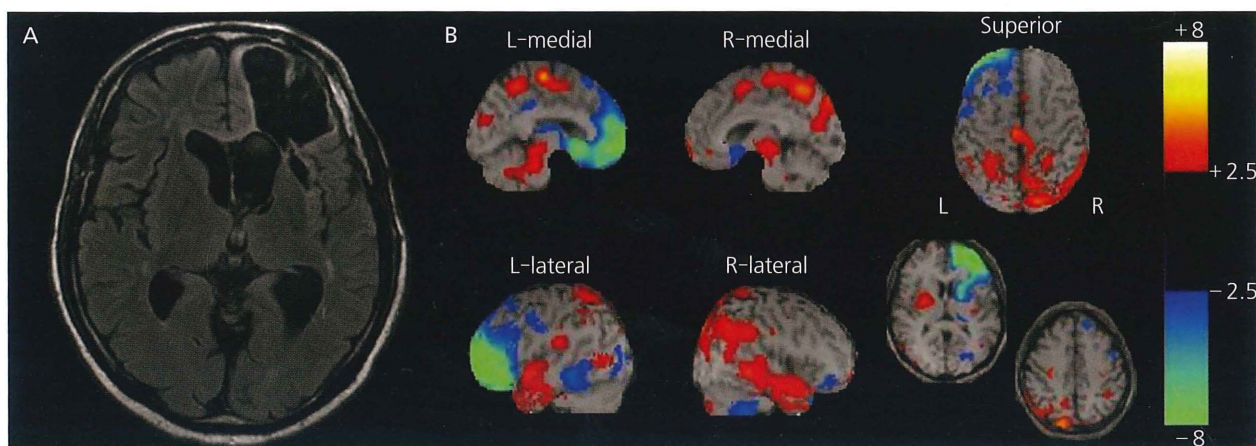 A
B
L-medial
R-medial
Superior
+8
+2.5
L
R
L-lateral
R-lateral
-2.5
-8